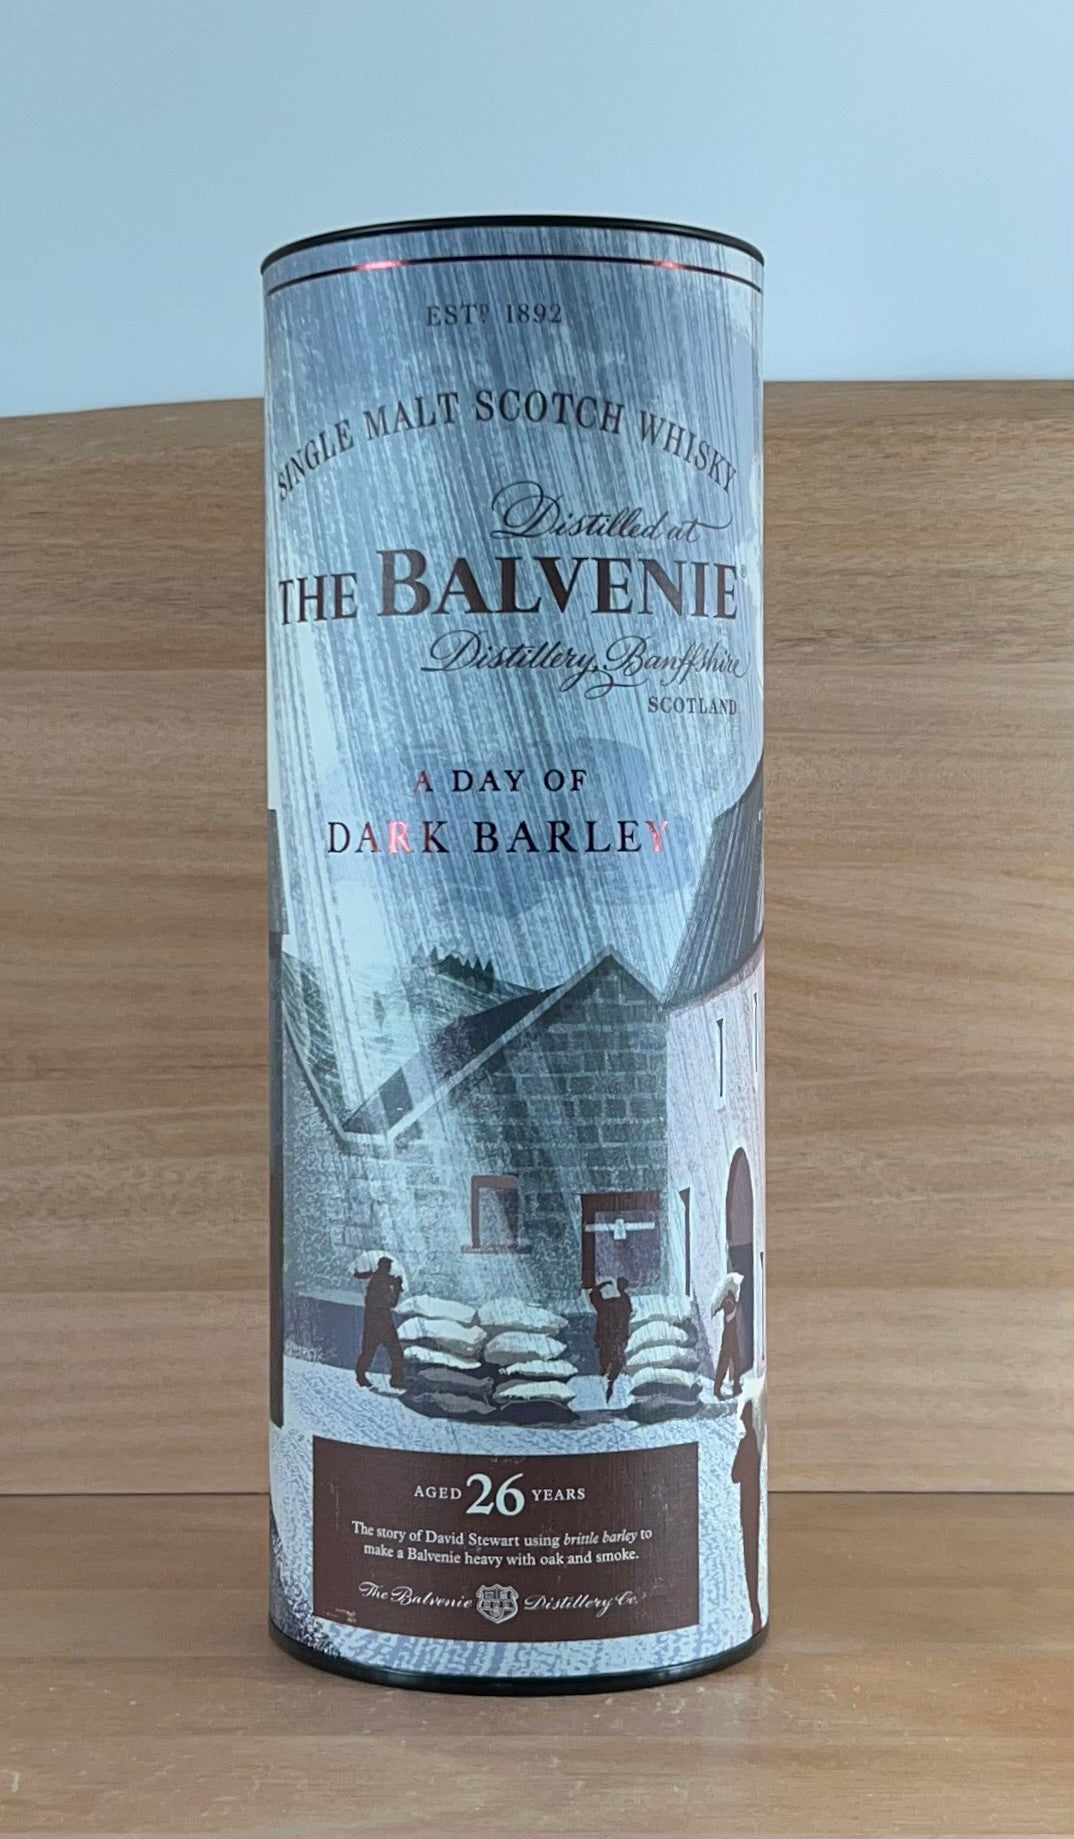 ESTD 1892
SINGLE MALT SCOTCH WHISKY
Distilled at
THE BALVENIE®
Distillery, Banffshire
SCOTLAND
A DAY OF
DARK BARLEY
AGED 26 YEARS
The story of David Stewart using brittle barley to
make a Balvenie heavy with oak and smoke.
The Balvenie Distillery Co.